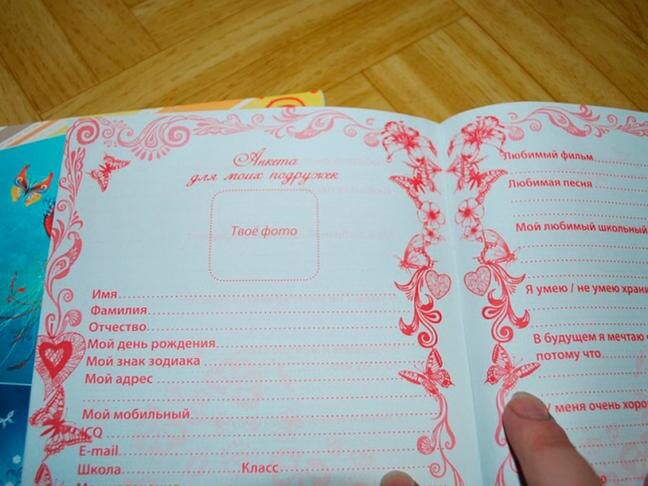 Анкета
для моих подружек
Твоё фото
Имя
Фамилия
Отчество
Мой день рождения
Мой знак зодиака
Мой адрес
Мой мобильный
ICQ
E-mail
Школа Класс
Любимый фильм
Любимая песня
Мой любимый школьный
Я умею / не умею
В будущем я мечтаю
потому что
У меня очень